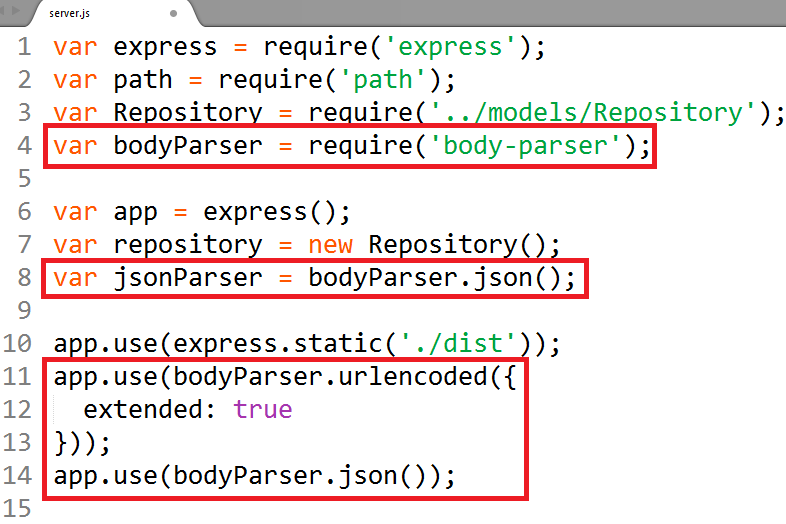 server.js
1 var express = require('express');
2 var path = require('path');
3 var Repository = require('../models/Repository');
4 var bodyParser = require('body-parser');
5
6 var app = express();
7 var repository = new Repository();
8 var jsonParser = bodyParser.json();
9
10 app.use(express.static('./dist'));
11 app.use(bodyParser.urlencoded({
12   extended: true
13 }));
14 app.use(bodyParser.json());
15